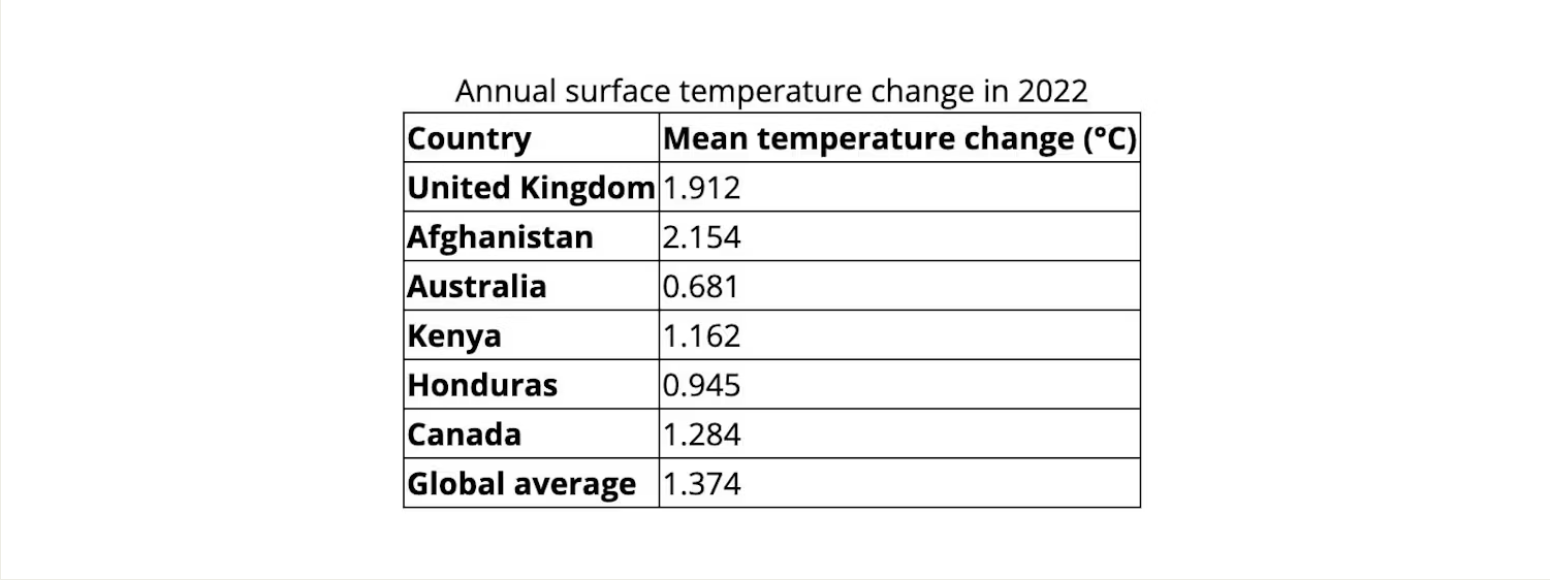 Annual surface temperature change in 2022
Country Mean temperature change (°C)
United Kingdom 1.912
Afghanistan 2.154
Australia 0.681
Kenya 1.162
Honduras 0.945
Canada 1.284
Global average 1.374